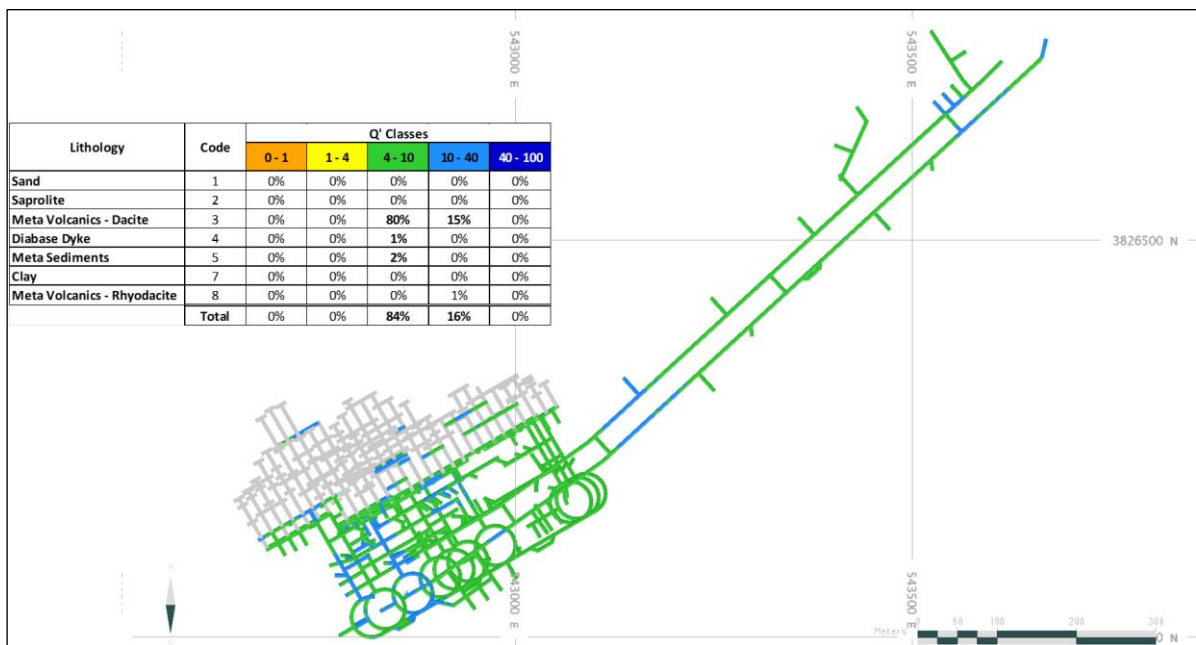 543000 E
543500 E
Lithology Code Q' Classes
0 - 1 1 - 4 4 - 10 10 - 40 40 - 100
Sand 1 0% 0% 0% 0% 0%
Saprolite 2 0% 0% 0% 0% 0%
Meta Volcanics - Dacite 3 0% 0% 80% 15% 0%
Diabase Dyke 4 0% 0% 1% 0% 0%
Meta Sediments 5 0% 0% 2% 0% 0%
Clay 7 0% 0% 0% 0% 0%
Meta Volcanics - Rhyodacite 8 0% 0% 0% 1% 0%
Total 0% 0% 84% 16% 0%
3826500 N
543000 E
543500 E
0 50 100 200 300
Meters
0 N